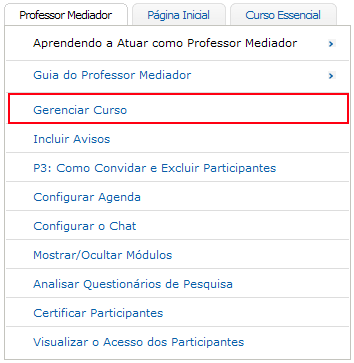 Professor Mediador Página Inicial Curso Essencial
Aprendendo a Atuar como Professor Mediador ›
Guia do Professor Mediador ›
Gerenciar Curso
Incluir Avisos
P3: Como Convidar e Excluir Participantes
Configurar Agenda
Configurar o Chat
Mostrar/Ocultar Módulos
Analisar Questionários de Pesquisa
Certificar Participantes
Visualizar o Acesso dos Participantes